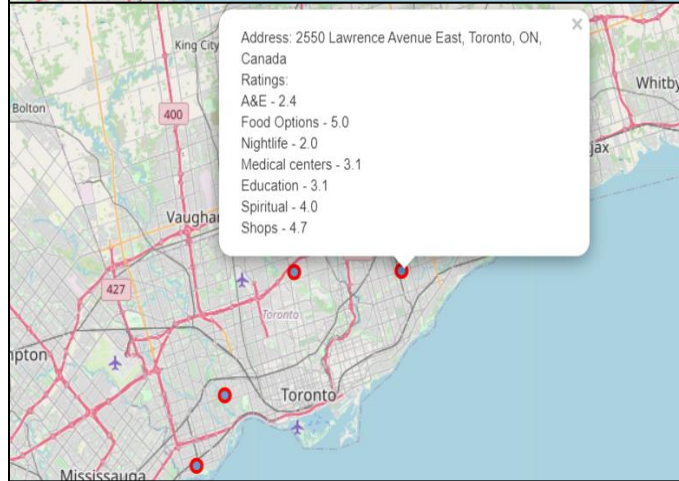 ×
Address: 2550 Lawrence Avenue East, Toronto, ON,
Canada
Ratings:
A&E - 2.4
Food Options - 5.0
Nightlife - 2.0
Medical centers - 3.1
Education - 3.1
Spiritual - 4.0
Shops - 4.7
King City
Bolton
400
Whitby
jax
Vaughan
427
Toronto
mpton
Toronto
Mississauga